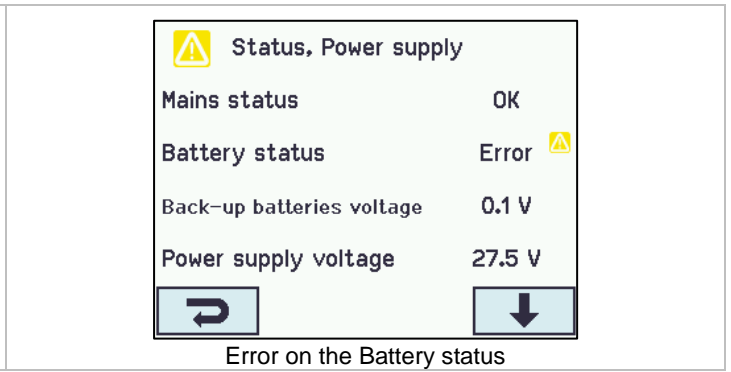 Status, Power supply
Mains status OK
Battery status Error
Back-up batteries voltage 0.1 V
Power supply voltage 27.5 V
Error on the Battery status